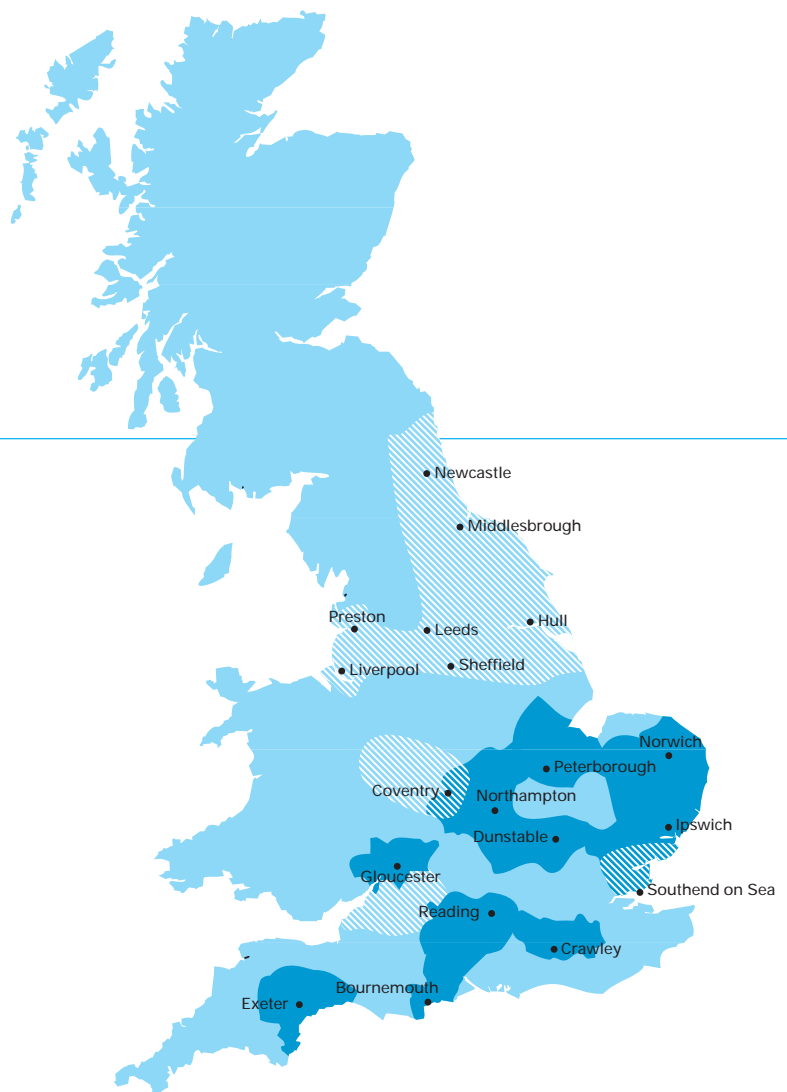 Newcastle
Middlesbrough
Preston
Leeds
Hull
Liverpool
Sheffield
Norwich
Peterborough
Coventry
Northampton
Ipswich
Dunstable
Gloucester
Southend on Sea
Reading
Crawley
Bournemouth
Exeter